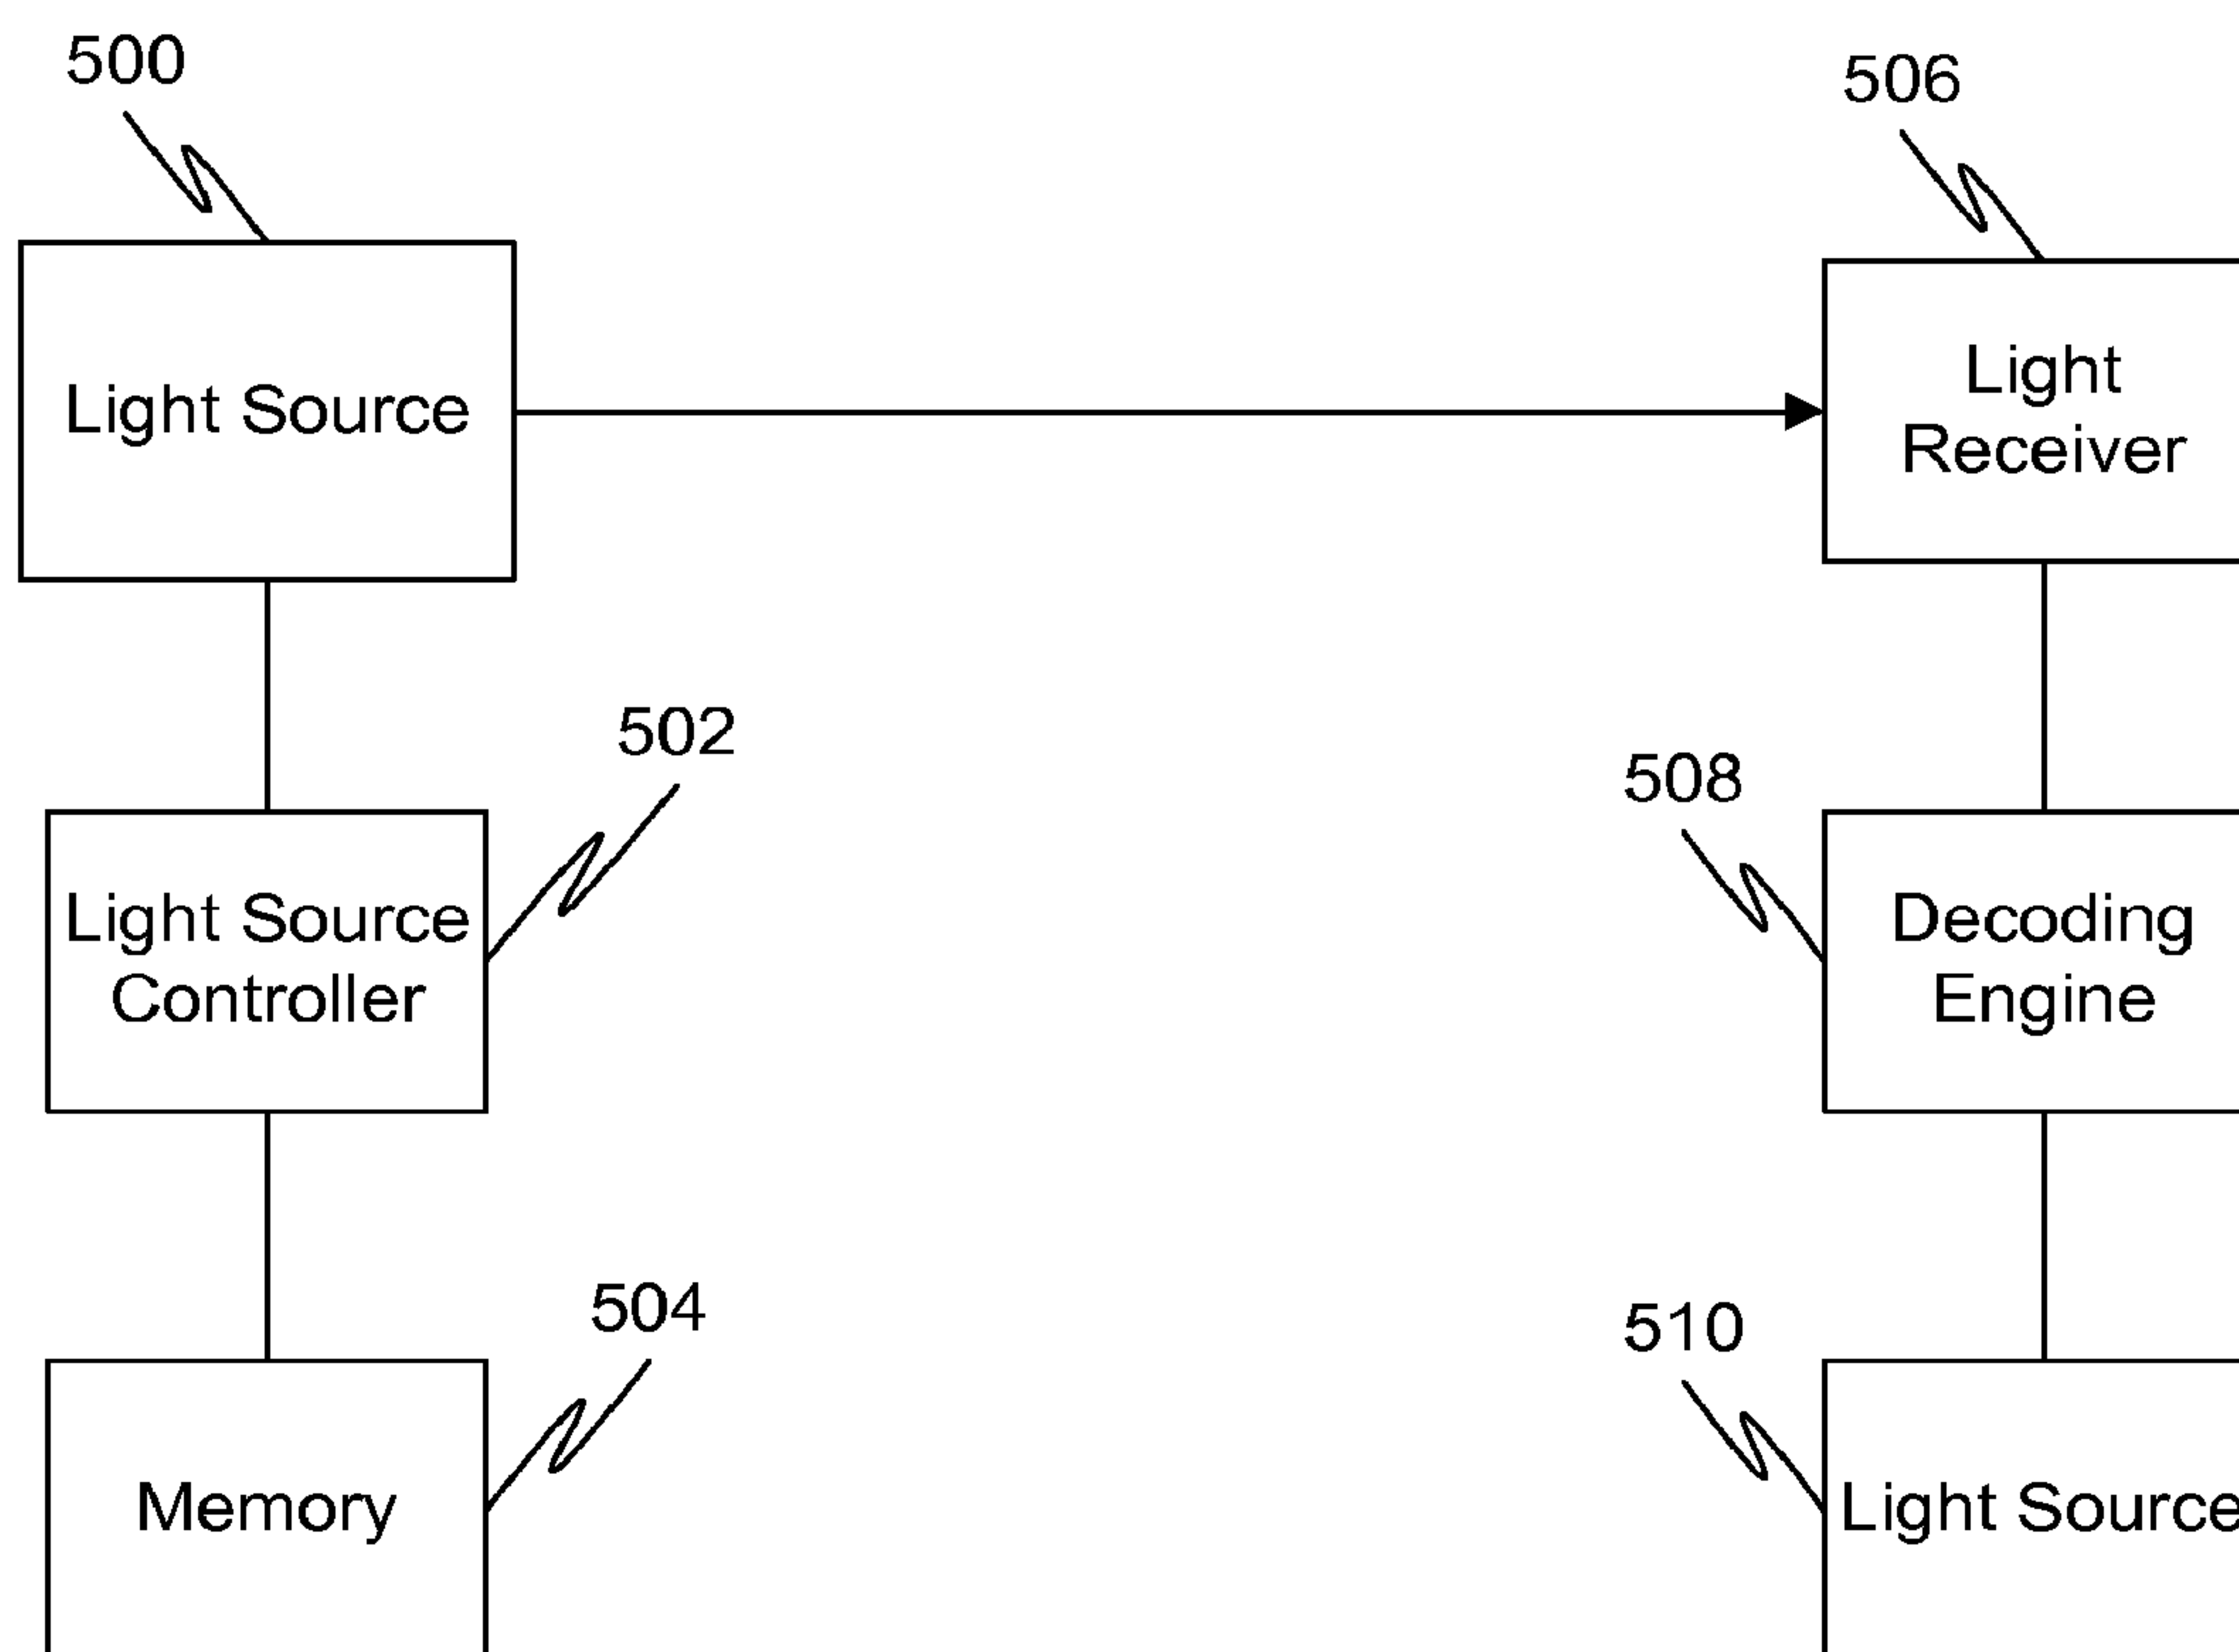 500
506
Light Source
Light
Receiver
502
508
Light Source
Controller
Decoding
Engine
504
510
Memory
Light Source